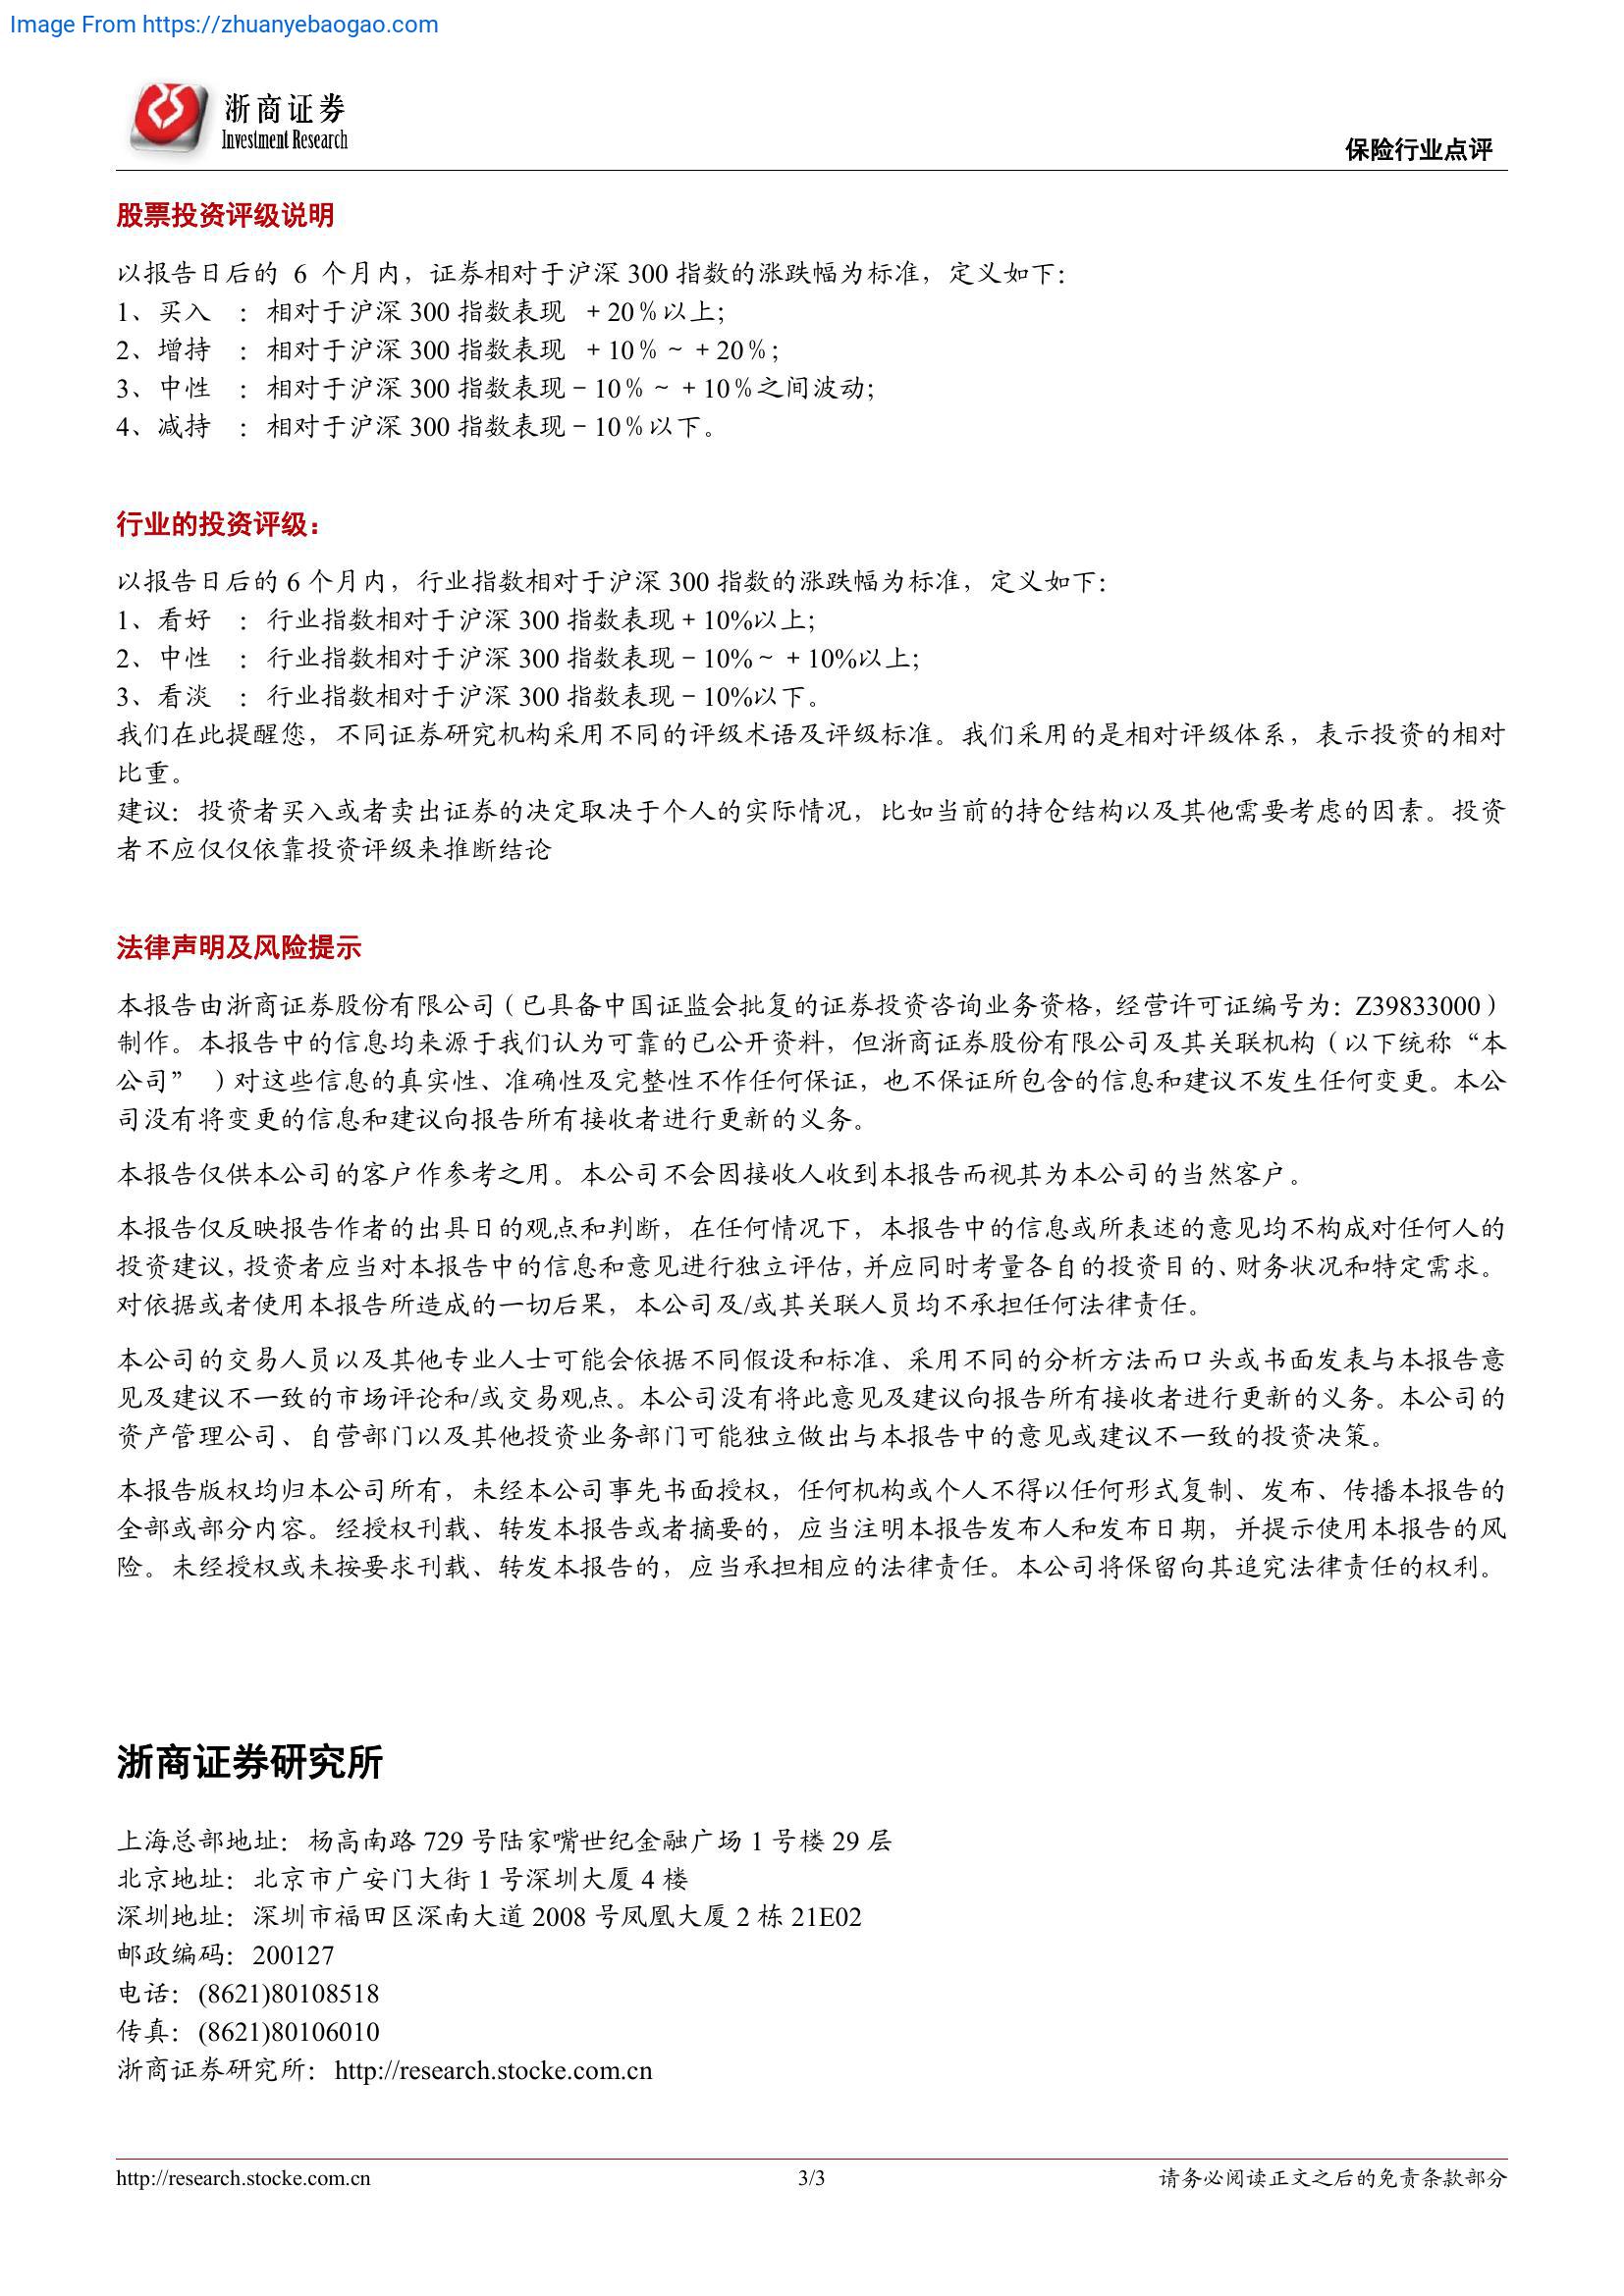 Image From https://zhuanyebaogao.com
浙商证券
Investment Research
保险行业点评
股票投资评级说明
以报告日后的 6 个月内，证券相对于沪深 300 指数的涨跌幅为标准，定义如下：
1、买入 ：相对于沪深 300 指数表现 ＋20％以上；
2、增持 ：相对于沪深 300 指数表现 ＋10％～＋20％；
3、中性 ：相对于沪深 300 指数表现－10％～＋10％之间波动；
4、减持 ：相对于沪深 300 指数表现－10％以下。
行业的投资评级：
以报告日后的 6 个月内，行业指数相对于沪深 300 指数的涨跌幅为标准，定义如下：
1、看好 ：行业指数相对于沪深 300 指数表现＋10%以上；
2、中性 ：行业指数相对于沪深 300 指数表现－10%～＋10%以上；
3、看淡 ：行业指数相对于沪深 300 指数表现－10%以下。
我们在此提醒您，不同证券研究机构采用不同的评级术语及评级标准。我们采用的是相对评级体系，表示投资的相对
比重。
建议：投资者买入或者卖出证券的决定取决于个人的实际情况，比如当前的持仓结构以及其他需要考虑的因素。投资
者不应仅仅依靠投资评级来推断结论
法律声明及风险提示
本报告由浙商证券股份有限公司（已具备中国证监会批复的证券投资咨询业务资格，经营许可证编号为：Z39833000）
制作。本报告中的信息均来源于我们认为可靠的已公开资料，但浙商证券股份有限公司及其关联机构（以下统称“本
公司” ）对这些信息的真实性、准确性及完整性不作任何保证，也不保证所包含的信息和建议不发生任何变更。本公
司没有将变更的信息和建议向报告所有接收者进行更新的义务。
本报告仅供本公司的客户作参考之用。本公司不会因接收人收到本报告而视其为本公司的当然客户。
本报告仅反映报告作者的出具日的观点和判断，在任何情况下，本报告中的信息或所表述的意见均不构成对任何人的
投资建议，投资者应当对本报告中的信息和意见进行独立评估，并应同时考量各自的投资目的、财务状况和特定需求。
对依据或者使用本报告所造成的一切后果，本公司及/或其关联人员均不承担任何法律责任。
本公司的交易人员以及其他专业人士可能会依据不同假设和标准、采用不同的分析方法而口头或书面发表与本报告意
见及建议不一致的市场评论和/或交易观点。本公司没有将此意见及建议向报告所有接收者进行更新的义务。本公司的
资产管理公司、自营部门以及其他投资业务部门可能独立做出与本报告中的意见或建议不一致的投资决策。
本报告版权均归本公司所有，未经本公司事先书面授权，任何机构或个人不得以任何形式复制、发布、传播本报告的
全部或部分内容。经授权刊载、转发本报告或者摘要的，应当注明本报告发布人和发布日期，并提示使用本报告的风
险。未经授权或未按要求刊载、转发本报告的，应当承担相应的法律责任。本公司将保留向其追究法律责任的权利。
浙商证券研究所
上海总部地址：杨高南路 729 号陆家嘴世纪金融广场 1 号楼 29 层
北京地址：北京市广安门大街 1 号深圳大厦 4 楼
深圳地址：深圳市福田区深南大道 2008 号凤凰大厦 2 栋 21E02
邮政编码：200127
电话：(8621)80108518
传真：(8621)80106010
浙商证券研究所：http://research.stocke.com.cn
http://research.stocke.com.cn
3/3
请务必阅读正文之后的免责条款部分